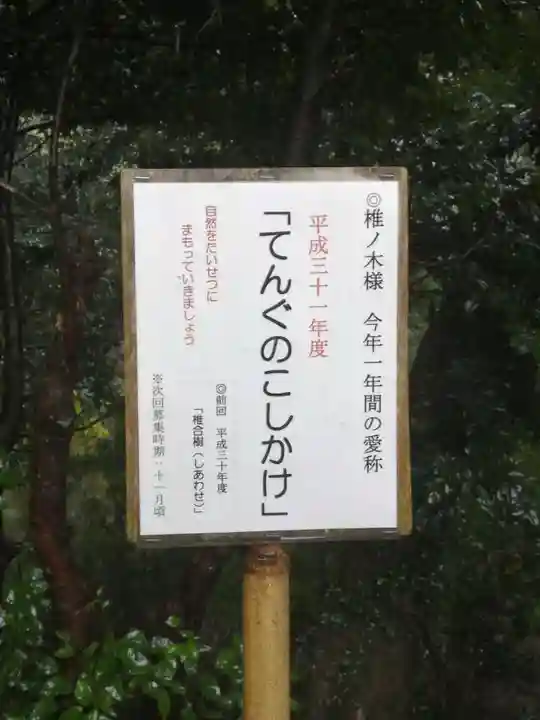 ◎椎ノ木様　今年一年間の愛称
平成三十一年度
「てんぐのこしかけ」
◎前回　平成三十年度
「椎合樹（しあわせ）」
自然をたいせつに
まもっていきましょう
※次回募集時期：十一月頃